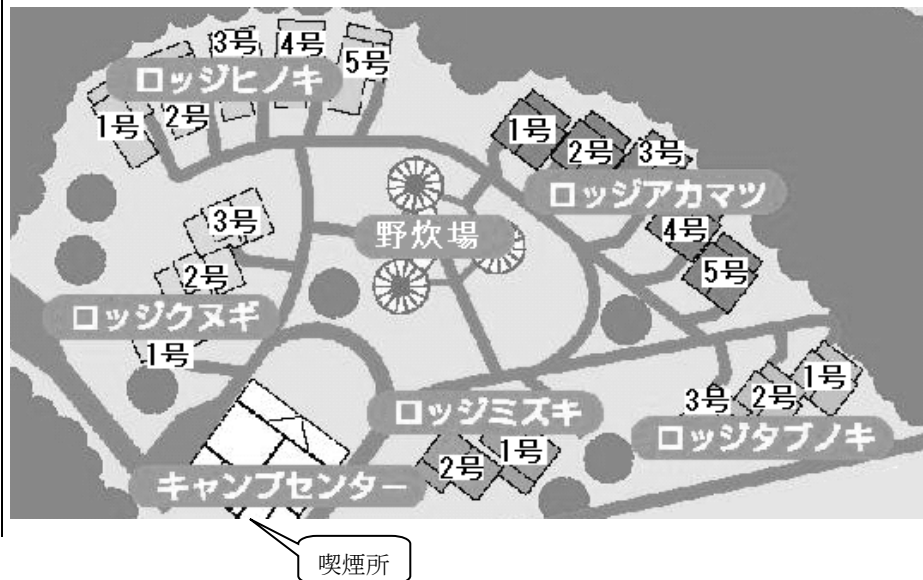 3号
4号
5号
ロッジヒノキ
1号
2号
1号
2号
3号
ロッジアカマツ
4号
5号
野炊場
3号
2号
ロッジクヌギ
1号
ロッジミズキ
2号
1号
3号
2号
1号
ロッジタブノキ
キャンプセンター
喫煙所